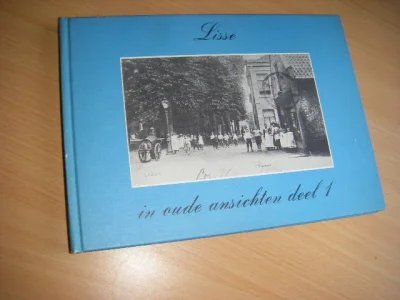 Lisse
in oude ansichten deel 1